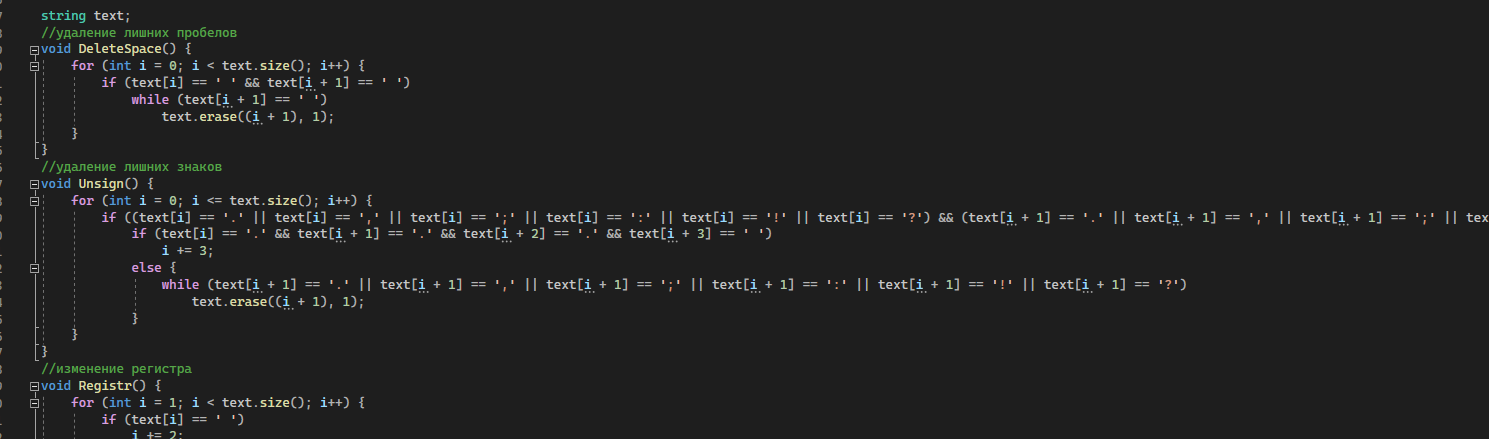 string text;
//удаление лишних пробелов
void DeleteSpace() {
for (int i = 0; i < text.size(); i++) {
if (text[i] == ' ' && text[i + 1] == ' ')
while (text[i + 1] == ' ')
text.erase((i + 1), 1);
}
}
//удаление лишних знаков
void Unsign() {
for (int i = 0; i <= text.size(); i++) {
if ((text[i] == '.' || text[i] == ',' || text[i] == ';' || text[i] == ':' || text[i] == '!' || text[i] == '?') && (text[i + 1] == '.' || text[i + 1] == ',' || text[i + 1] == ';' || tex
if (text[i] == '.' && text[i + 1] == '.' && text[i + 2] == '.' && text[i + 3] == ' ')
i += 3;
else {
while (text[i + 1] == '.' || text[i + 1] == ',' || text[i + 1] == ';' || text[i + 1] == ':' || text[i + 1] == '!' || text[i + 1] == '?')
text.erase((i + 1), 1);
}
}
}
//изменение регистра
void Registr() {
for (int i = 1; i < text.size(); i++) {
if (text[i] == ' ')
i += 2;